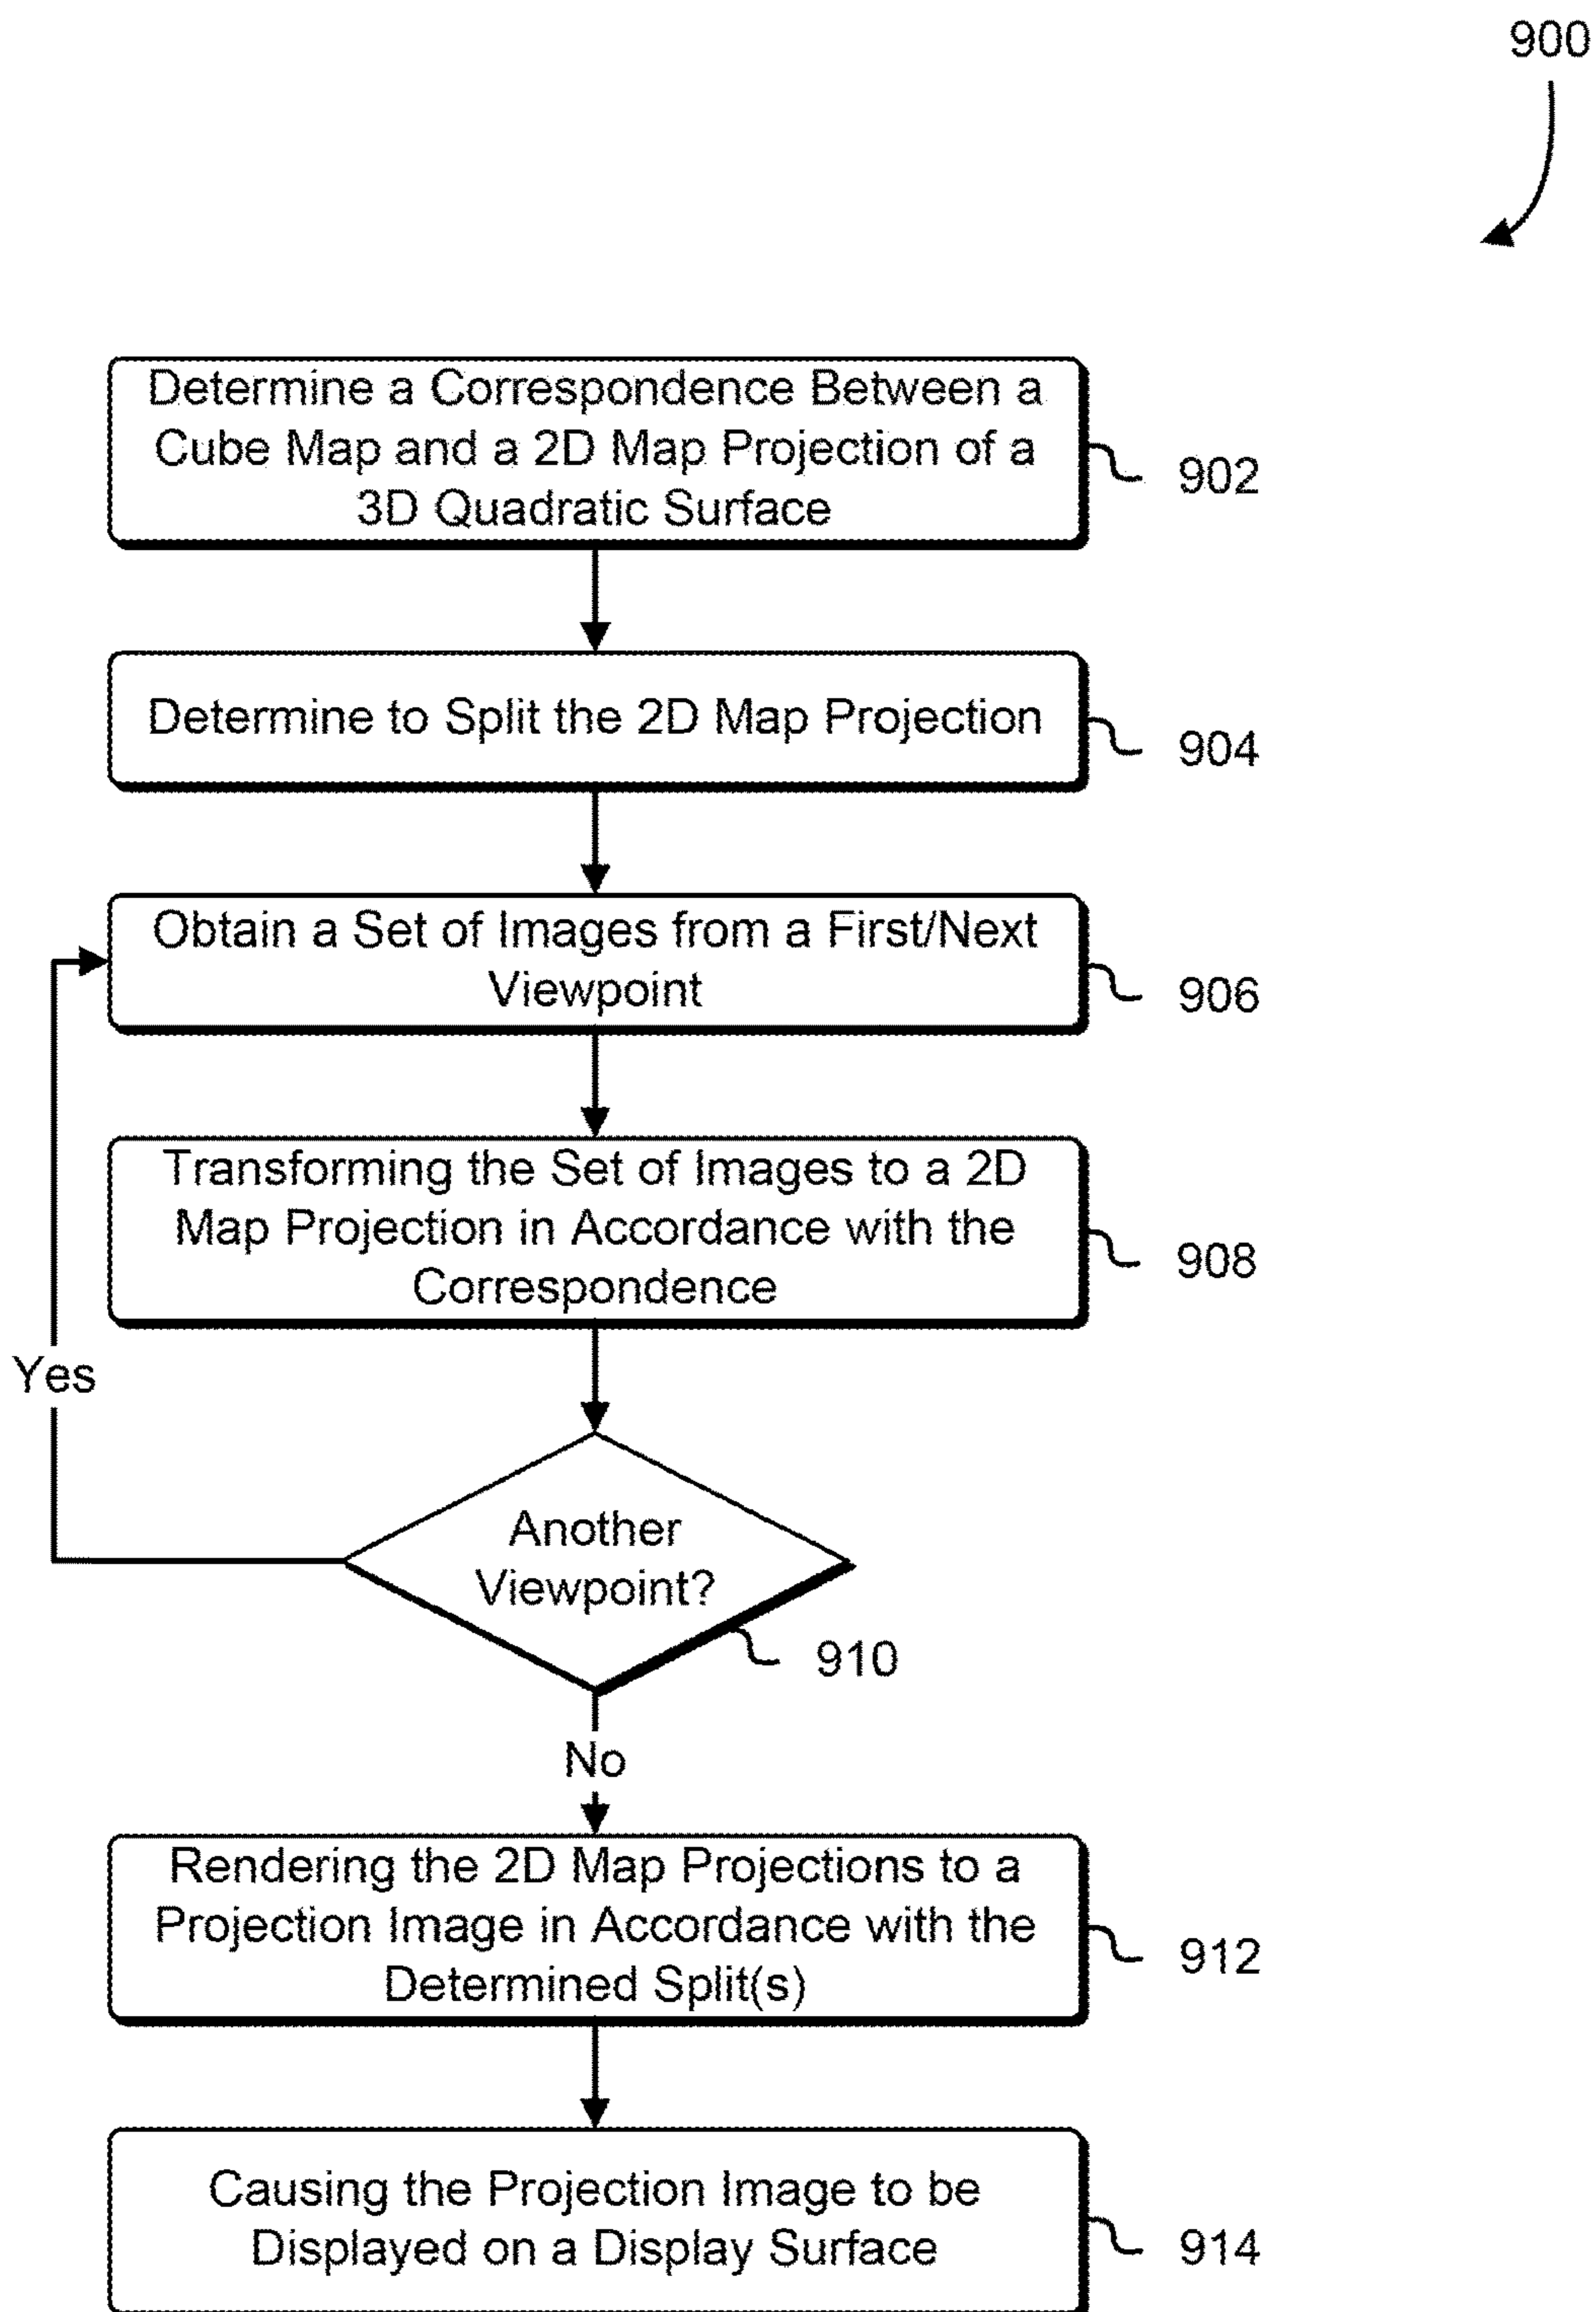 900
Determine a Correspondence Between a
Cube Map and a 2D Map Projection of a
3D Quadratic Surface
902
Determine to Split the 2D Map Projection
904
Obtain a Set of Images from a First/Next
Viewpoint
906
Transforming the Set of Images to a 2D
Map Projection in Accordance with the
Correspondence
908
Yes
Another
Viewpoint?
910
No
Rendering the 2D Map Projections to a
Projection Image in Accordance with the
Determined Split(s)
912
Causing the Projection Image to be
Displayed on a Display Surface
914